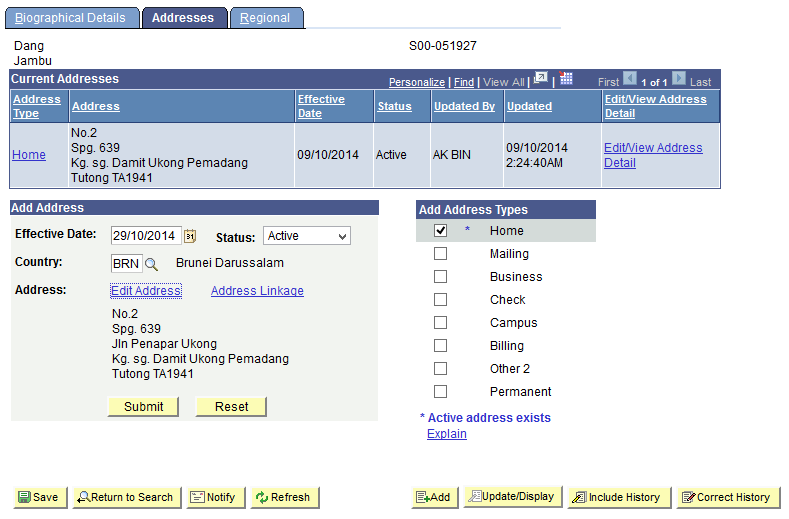 Biographical Details Addresses Regional
Dang S00-051927
Jambu
Current Addresses Personalize | Find | View All | | First 1 of 1 Last
Address Type Address Effective Date Status Updated By Updated Edit/View Address Detail
Home
No.2
Spg. 639
Kg. sg. Damit Ukong Pemadang
Tutong TA1941
09/10/2014 Active AK BIN
09/10/2014
2:24:40AM
Edit/View Address
Detail
Add Address
Effective Date: 29/10/2014 31 Status: Active
Country: BRN Brunei Darussalam
Address: Edit Address Address Linkage
No.2
Spg. 639
Jln Penapar Ukong
Kg. sg. Damit Ukong Pemadang
Tutong TA1941
Submit Reset
Add Address Types
* Home
Mailing
Business
Check
Campus
Billing
Other 2
Permanent
* Active address exists
Explain
Save Return to Search Notify Refresh Add Update/Display Include History Correct History